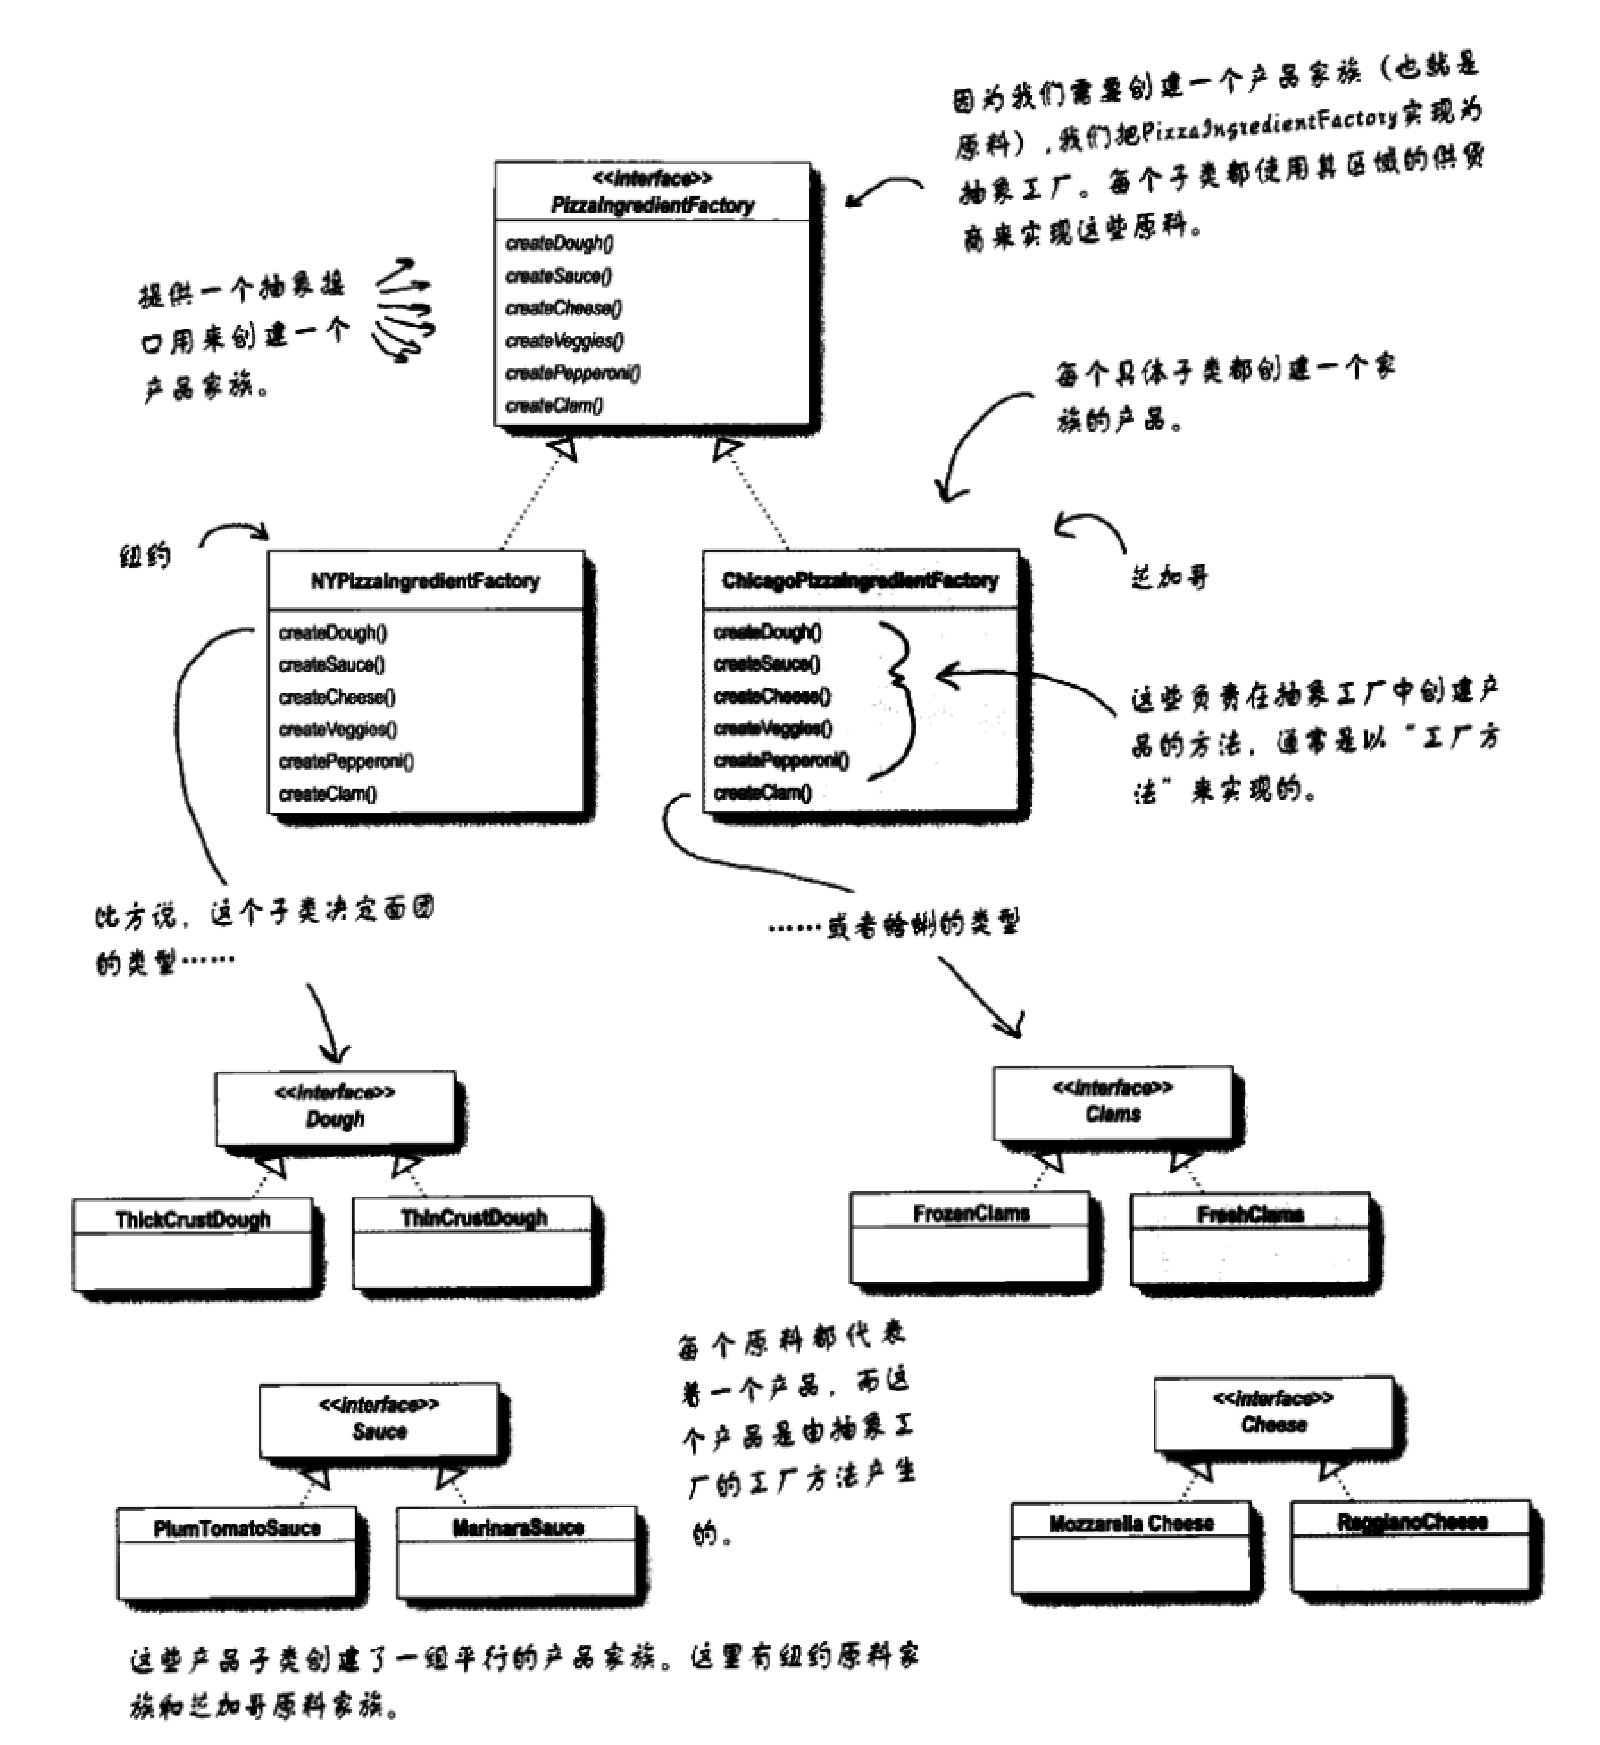 因为我们需要创建一个产品家族（也就是
原料），我们把PizzaIngredientFactory实现为
抽象工厂。每个子类都使用其区域的供货
商来实现这些原料。
<<interface>>
PizzaIngredientFactory
createDough()
createSauce()
createCheese()
createVeggies()
createPepperoni()
createClam()
提供一个抽象接
口用来创建一个
产品家族。
每个具体子类都创建一个家
族的产品。
纽约
NYPizzaIngredientFactory
createDough()
createSauce()
createCheese()
createVeggies()
createPepperoni()
createClam()
ChicagoPizzaIngredientFactory
createDough()
createSauce()
createCheese()
createVeggies()
createPepperoni()
createClam()
芝加哥
这些负责在抽象工厂中创建产
品的方法，通常是以“工厂方
法”来实现的。
比方说，这个子类决定面团
的类型……
……或者蛤蜊的类型
<<interface>>
Dough
ThickCrustDough
ThinCrustDough
<<interface>>
Clams
FrozenClams
FreshClams
每个原料都代表
着一个产品，而这
个产品是由抽象工
厂的工厂方法产生
的。
<<interface>>
Sauce
PlumTomatoSauce
MarinaraSauce
<<interface>>
Cheese
Mozzarella Cheese
ReggianoCheese
这些产品子类创建了一组平行的产品家族。这里有纽约原料家
族和芝加哥原料家族。